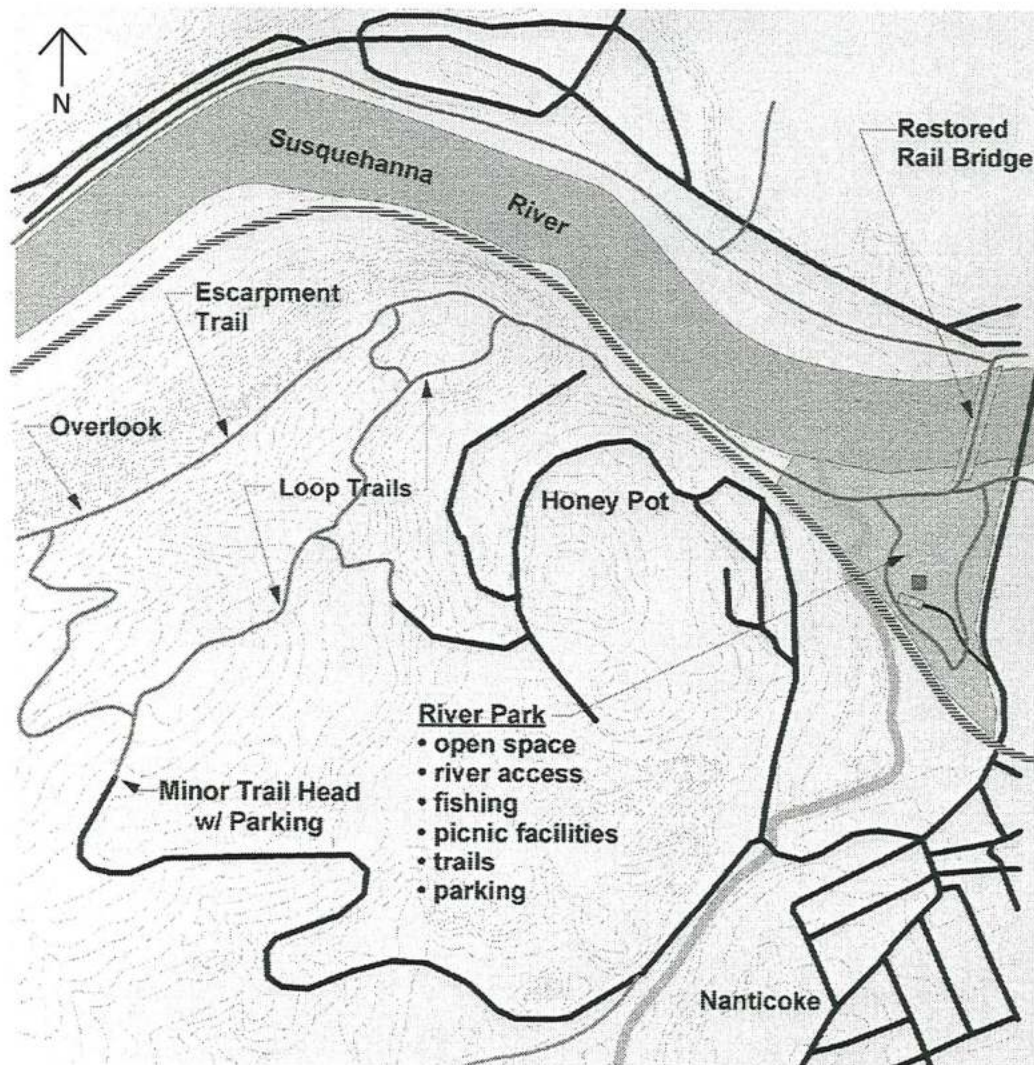 N
Susquehanna
River
Restored
Rail Bridge
Escarpment
Trail
Overlook
Loop Trails
Honey Pot
River Park
• open space
• river access
• fishing
• picnic facilities
• trails
• parking
Minor Trail Head
w/ Parking
Nanticoke